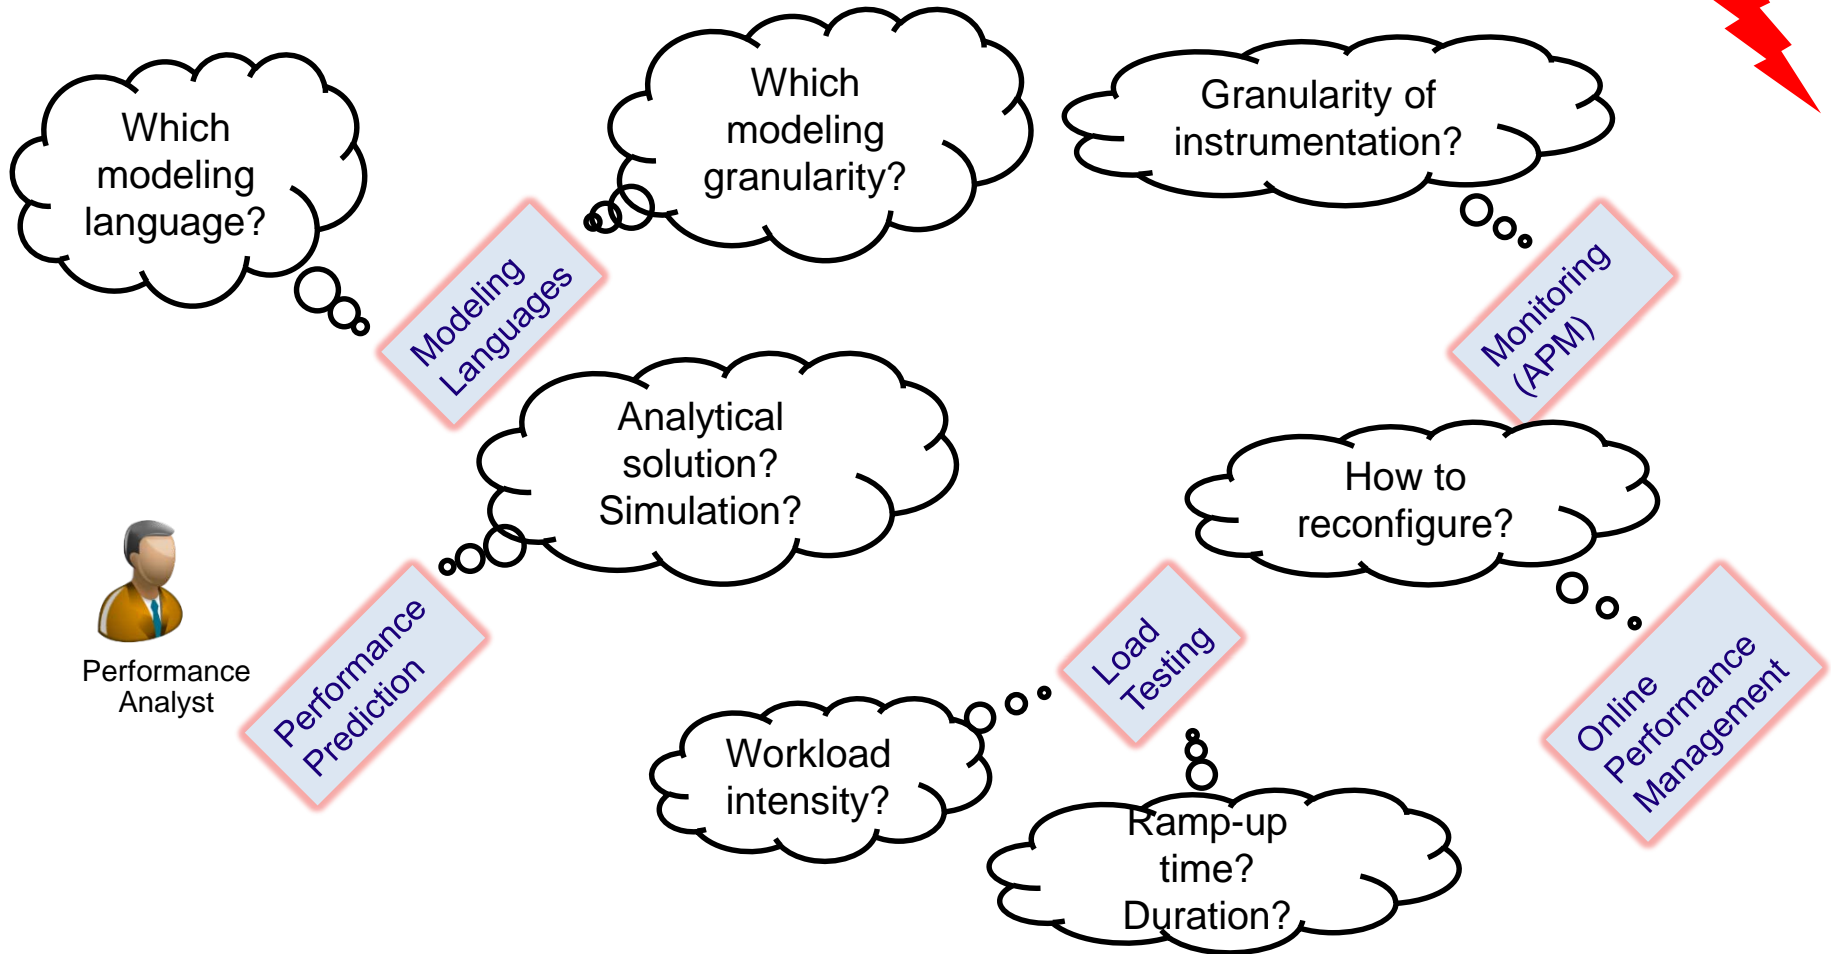 Which
modeling
language?
Which
modeling
granularity?
Granularity of
instrumentation?
Modeling
Languages
Monitoring
(APM)
Analytical
solution?
Simulation?
How to
reconfigure?
Performance
Analyst
Performance
Prediction
Load
Testing
Online
Performance
Management
Workload
intensity?
Ramp-up
time?
Duration?